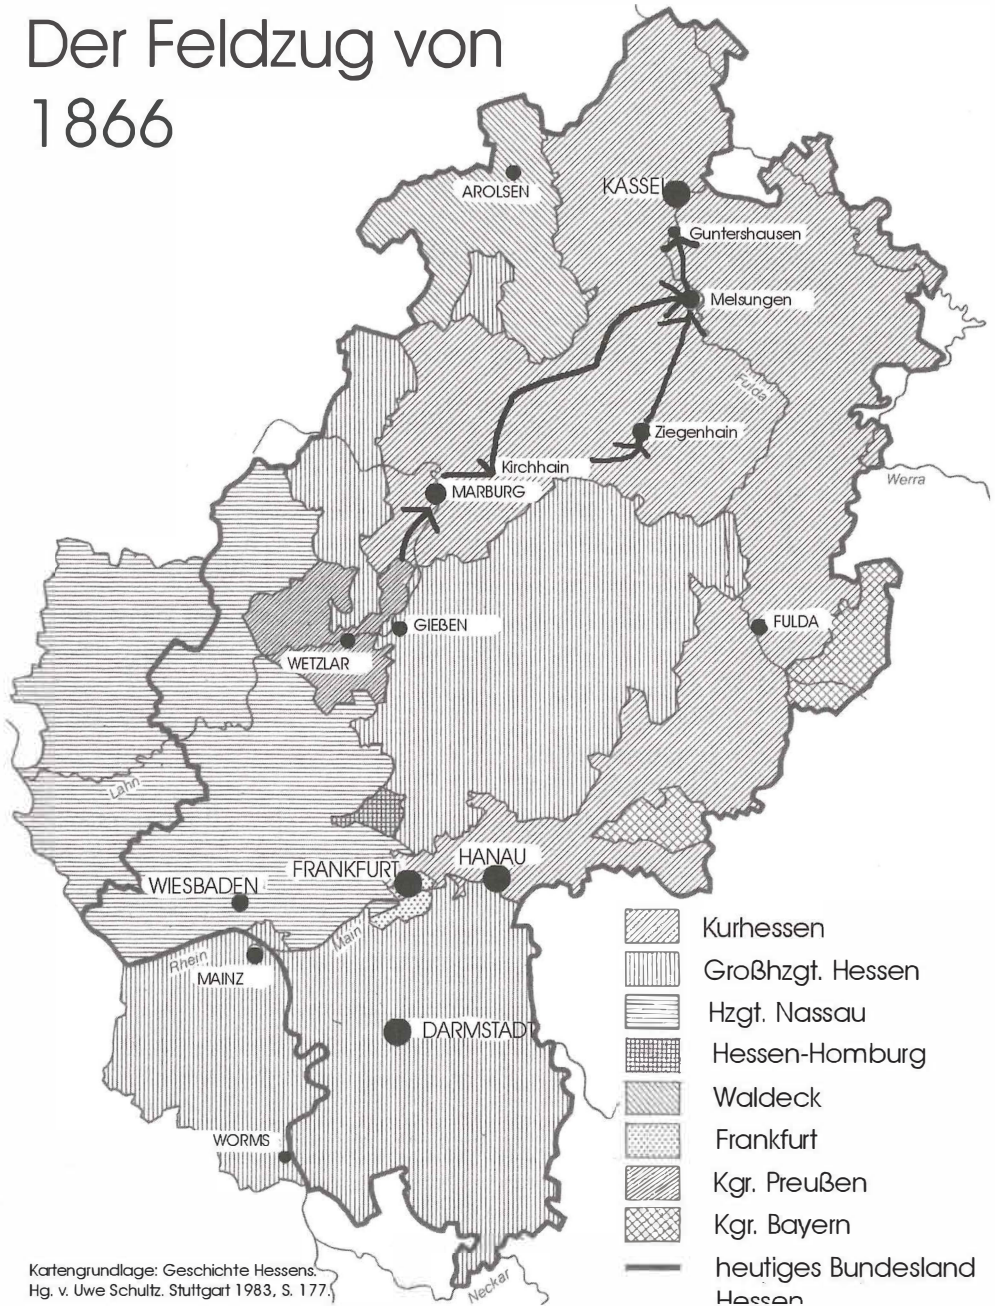 Der Feldzug von
1866
AROLSEN
KASSEL
Guntershausen
Melsungen
Fulda
Ziegenhain
Kirchhain
MARBURG
Werra
GIEßEN
FULDA
WETZLAR
Lahn
FRANKFURT
HANAU
WIESBADEN
Main
Rhein
MAINZ
DARMSTADT
WORMS
Neckar
Kurhessen
Großhzgt. Hessen
Hzgt. Nassau
Hessen-Homburg
Waldeck
Frankfurt
Kgr. Preußen
Kgr. Bayern
heutiges Bundesland
Hessen
Kartengrundlage: Geschichte Hessens.
Hg. v. Uwe Schultz. Stuttgart 1983, S. 177.